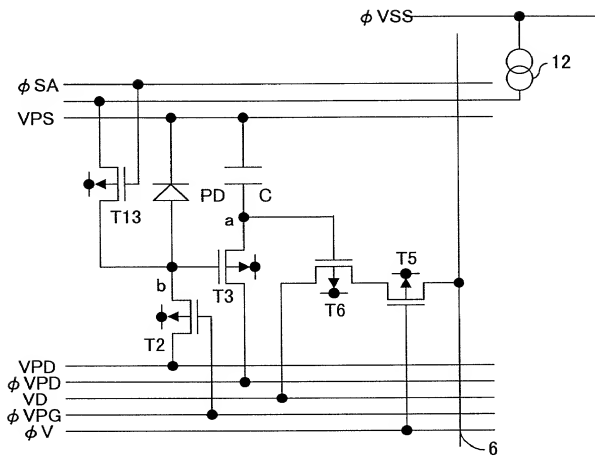 φVSS
12
φSA
VPS
T13
PD
C
a
T5
b
T3
T6
T2
VPD
φVPD
VD
φVPG
φV
6